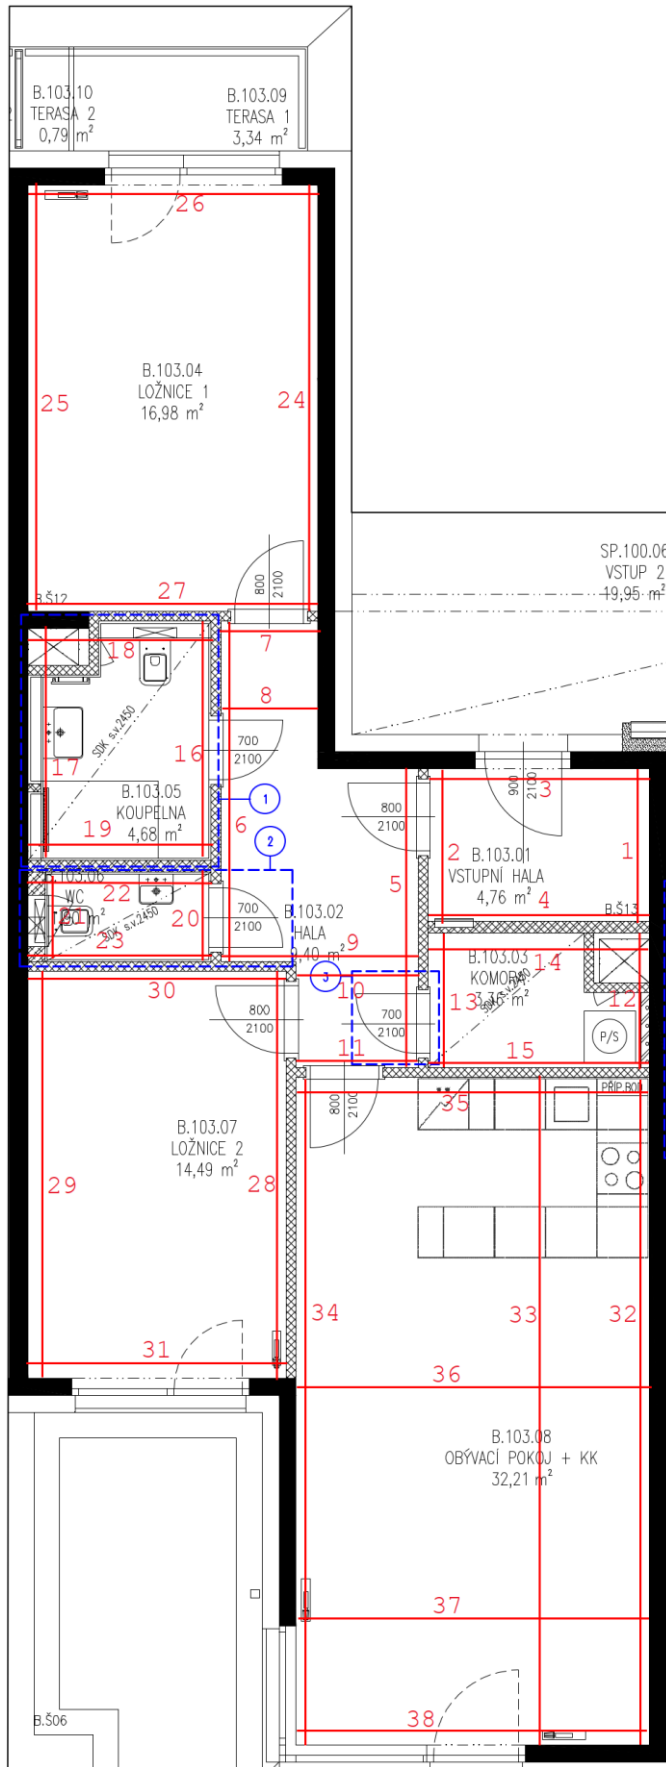 B.103.10
TERASA 2
0,79 m²
B.103.09
TERASA 1
3,34 m²
26
B.103.04
LOŽNICE 1
16,98 m²
25
24
SP.100.06
VSTUP 2
19,95 m²
800
2100
B.Š12
27
7
18
8
SDK s.v.2450
16
17
700
2100
B.103.05
KOUPELNA
4,68 m²
1
19
6
2
900
2100
3
800
2100
2
1
B.103.01
VSTUPNÍ HALA
4,76 m²
5
4
B.Š13
22
WC
21
20
s.v.2450
23
700
2100
B.103.02
HALA
9
B.103.03
KOMORA
14
3
10
13
SDK s.v.2450
12
30
800
2100
700
2100
P/S
11
15
800
2100
35
PŘÍP.
B.103.07
LOŽNICE 2
14,49 m²
29
28
34
33
32
31
36
B.103.08
OBÝVACÍ POKOJ + KK
32,21 m²
37
B.Š06
38